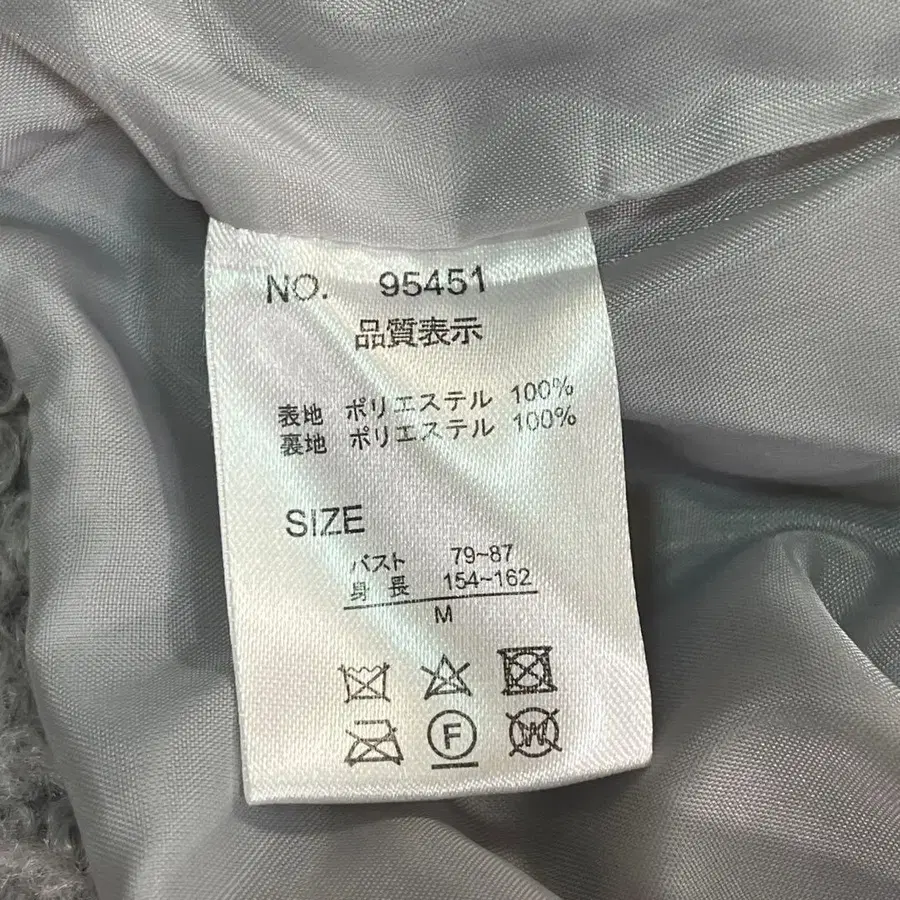 NO. 95451
品質表示
表地 ポリエステル 100%
裏地 ポリエステル 100%
SIZE
バスト 79~87
身長 154~162
M
F
W